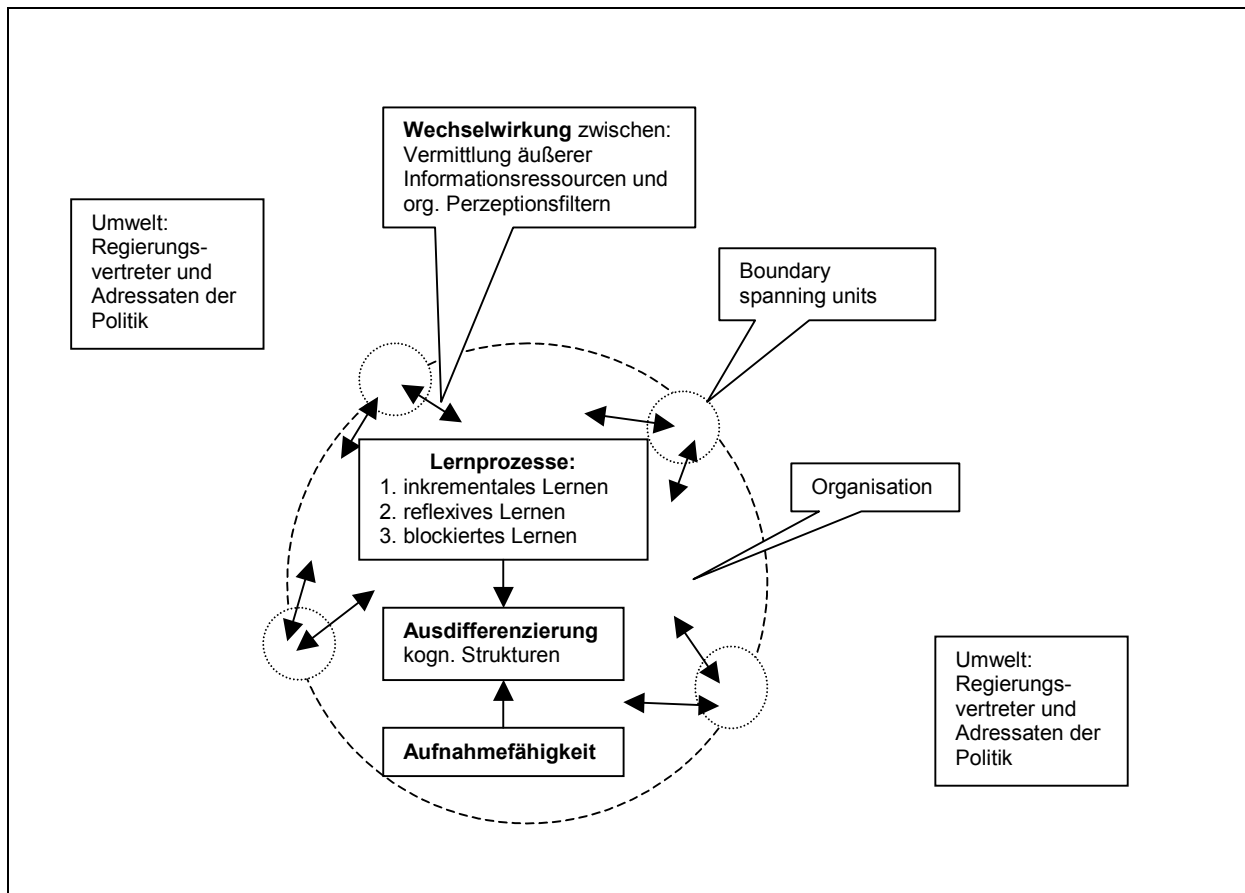 Wechselwirkung zwischen:
Vermittlung äußerer
Informationsressourcen und
org. Perzeptionsfiltern
Umwelt:
Regierungs-
vertreter und
Adressaten der
Politik
Boundary
spanning units
Lernprozesse:
1. inkrementales Lernen
2. reflexives Lernen
3. blockiertes Lernen
Organisation
Ausdifferenzierung
kogn. Strukturen
Umwelt:
Regierungs-
vertreter und
Adressaten der
Politik
Aufnahmefähigkeit